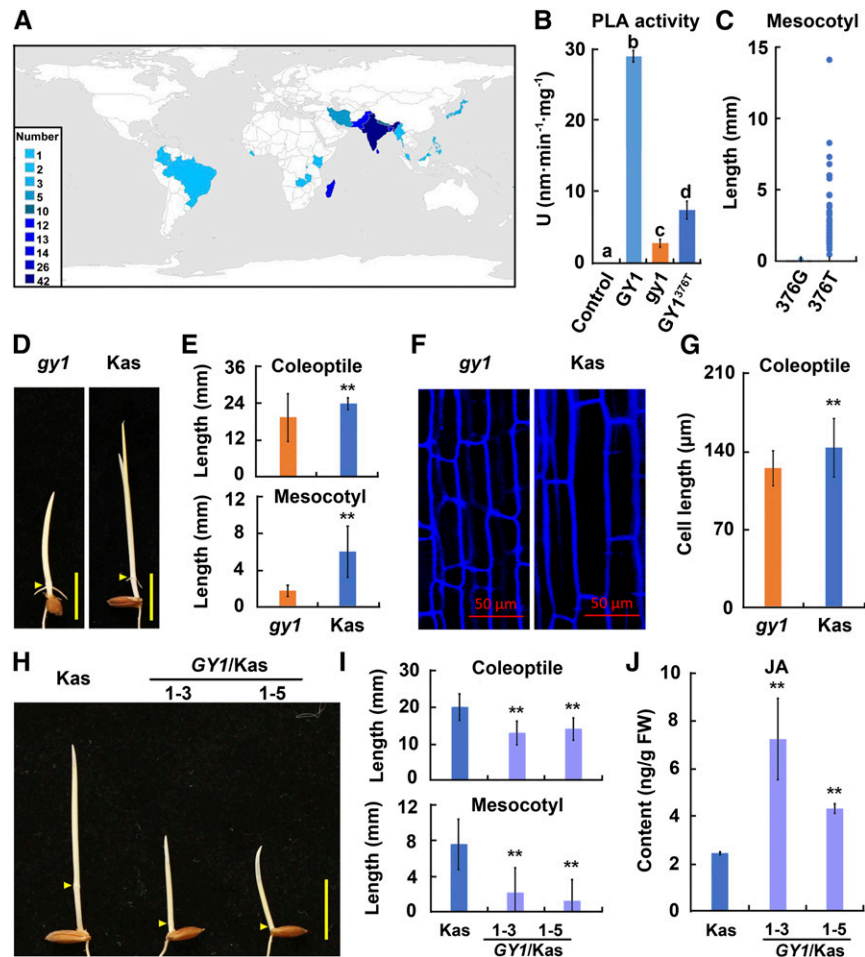 A
Number
1
2
3
5
10
12
13
14
26
42
B
PLA activity
U (nm·min⁻¹·mg⁻¹)
30
20
10
0
a
b
c
d
Control
GY1
gy1
GY1³⁷⁶ᵀ
C
Mesocotyl
Length (mm)
15
10
5
0
376G
376T
D
gy1
Kas
E
Coleoptile
Length (mm)
36
24
12
0
**
Mesocotyl
Length (mm)
12
8
4
0
**
gy1
Kas
F
gy1
Kas
50 µm
50 µm
G
Coleoptile
Cell length (µm)
210
140
70
0
**
gy1
Kas
H
Kas
GY1/Kas
1-3
1-5
I
Coleoptile
Length (mm)
30
20
10
0
**
**
Mesocotyl
Length (mm)
12
8
4
0
**
**
Kas
1-3
1-5
GY1/Kas
J
JA
Content (ng/g FW)
10
8
6
4
2
0
**
**
Kas
1-3
1-5
GY1/Kas